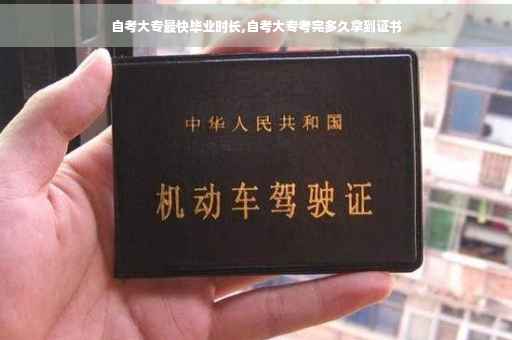 自考大专最快毕业时长,自考大专考完多久拿到证书
中华人民共和国
机动车驾驶证